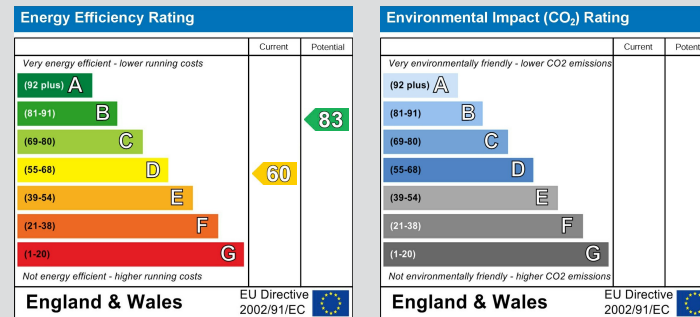 Energy Efficiency Rating
Current Potential
Very energy efficient - lower running costs
(92 plus) A
(81-91) B
83
(69-80) C
(55-68) D
60
(39-54) E
(21-38) F
(1-20) G
Not energy efficient - higher running costs
England & Wales
EU Directive
2002/91/EC
Environmental Impact (CO₂) Rating
Current Potent
Very environmentally friendly - lower CO2 emissions
(92 plus) A
(81-91) B
(69-80) C
(55-68) D
(39-54) E
(21-38) F
(1-20) G
Not environmentally friendly - higher CO2 emissions
England & Wales
EU Directive
2002/91/EC